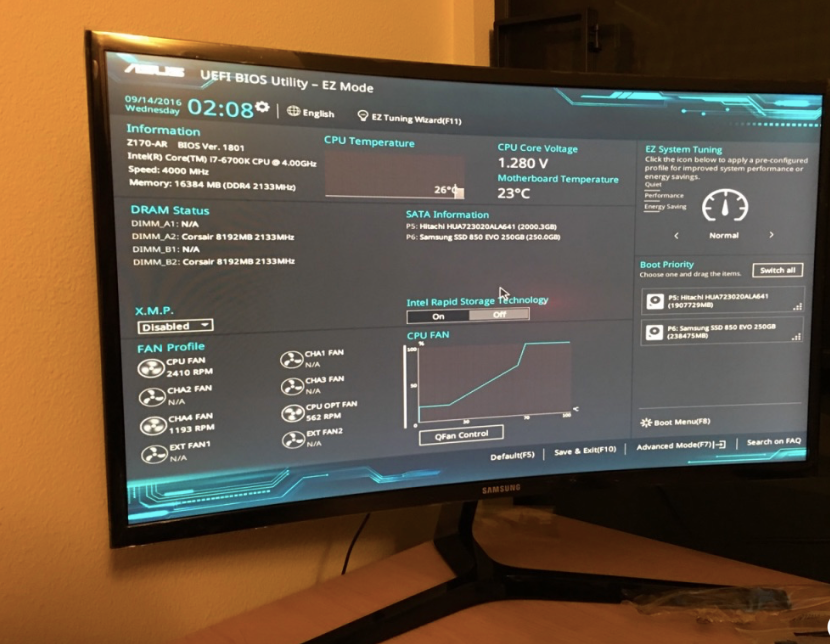 ASUS UEFI BIOS Utility – EZ Mode
09/14/2016
Wednesday
02:08
English
EZ Tuning Wizard(F11)
Information
Z170-AR BIOS Ver. 1801
Intel(R) Core(TM) i7-6700K CPU @ 4.00GHz
Speed: 4000 MHz
Memory: 16384 MB (DDR4 2133MHz)
CPU Temperature
26°C
CPU Core Voltage
1.280 V
Motherboard Temperature
23°C
EZ System Tuning
Click the icon below to apply a pre-configured
profile for improved system performance or
energy savings.
Quiet
Performance
Energy Saving
< Normal >
DRAM Status
DIMM_A1: N/A
DIMM_A2: Corsair 8192MB 2133MHz
DIMM_B1: N/A
DIMM_B2: Corsair 8192MB 2133MHz
SATA Information
P5: Hitachi HUA723020ALA641 (2000.3GB)
P6: Samsung SSD 850 EVO 250GB (250.0GB)
Boot Priority
Choose one and drag the items.
Switch all
P5: Hitachi HUA723020ALA641
(1907729MB)
P6: Samsung SSD 850 EVO 250GB
(238475MB)
X.M.P.
Disabled
Intel Rapid Storage Technology
On Off
FAN Profile
CPU FAN
2410 RPM
CHA1 FAN
N/A
CHA2 FAN
N/A
CHA3 FAN
N/A
CHA4 FAN
1193 RPM
CPU OPT FAN
562 RPM
EXT FAN1
N/A
EXT FAN2
N/A
CPU FAN
%
100
50
0
30
70
100
°C
QFan Control
Boot Menu(F8)
Default(F5)
Save & Exit(F10)
Advanced Mode(F7)
Search on FAQ
SAMSUNG